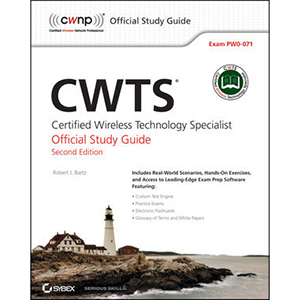 cwnp Official Study Guide
Certified Wireless Network Professional
Exam PW0-071
CWTS
CWTS®
Certified Wireless Technology Specialist
Official Study Guide
Second Edition
Robert J. Bartz
Includes Real-World Scenarios, Hands-On Exercises,
and Access to Leading-Edge Exam Prep Software
Featuring:
• Custom Test Engine
• Practice Exams
• Electronic Flashcards
• Glossary of Terms and White Papers
SYBEX
SERIOUS SKILLS.